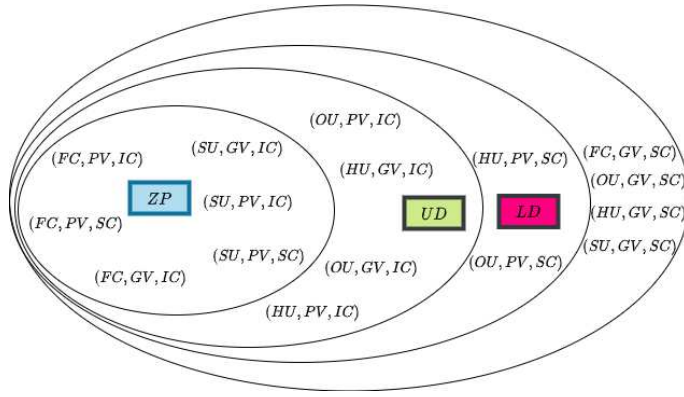 (OU, PV, IC)
(FC, PV, IC)
(SU, GV, IC)
(HU, GV, IC)
(HU, PV, SC)
(FC, GV, SC)
(OU, GV, SC)
ZP
(SU, PV, IC)
UD
LD
(HU, GV, SC)
(FC, PV, SC)
(SU, GV, SC)
(SU, PV, SC)
(OU, GV, IC)
(OU, PV, SC)
(FC, GV, IC)
(HU, PV, IC)